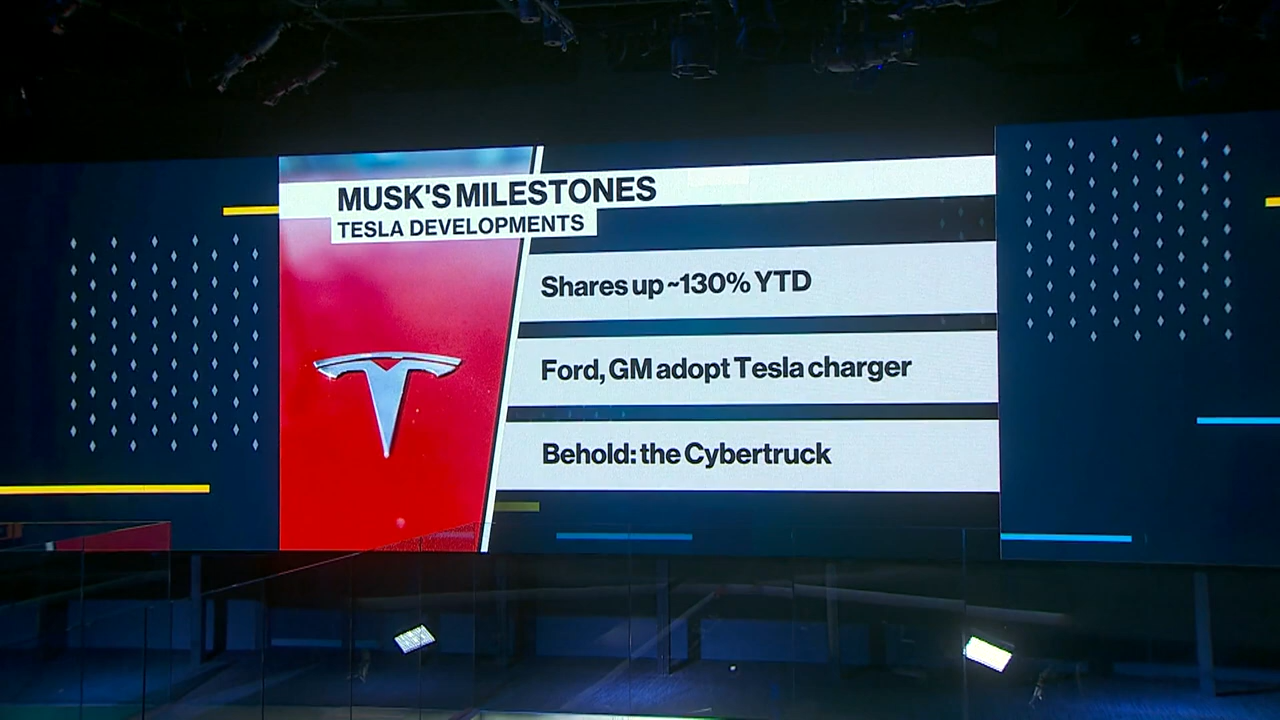 MUSK'S MILESTONES
TESLA DEVELOPMENTS
Shares up ~130% YTD
Ford, GM adopt Tesla charger
Behold: the Cybertruck